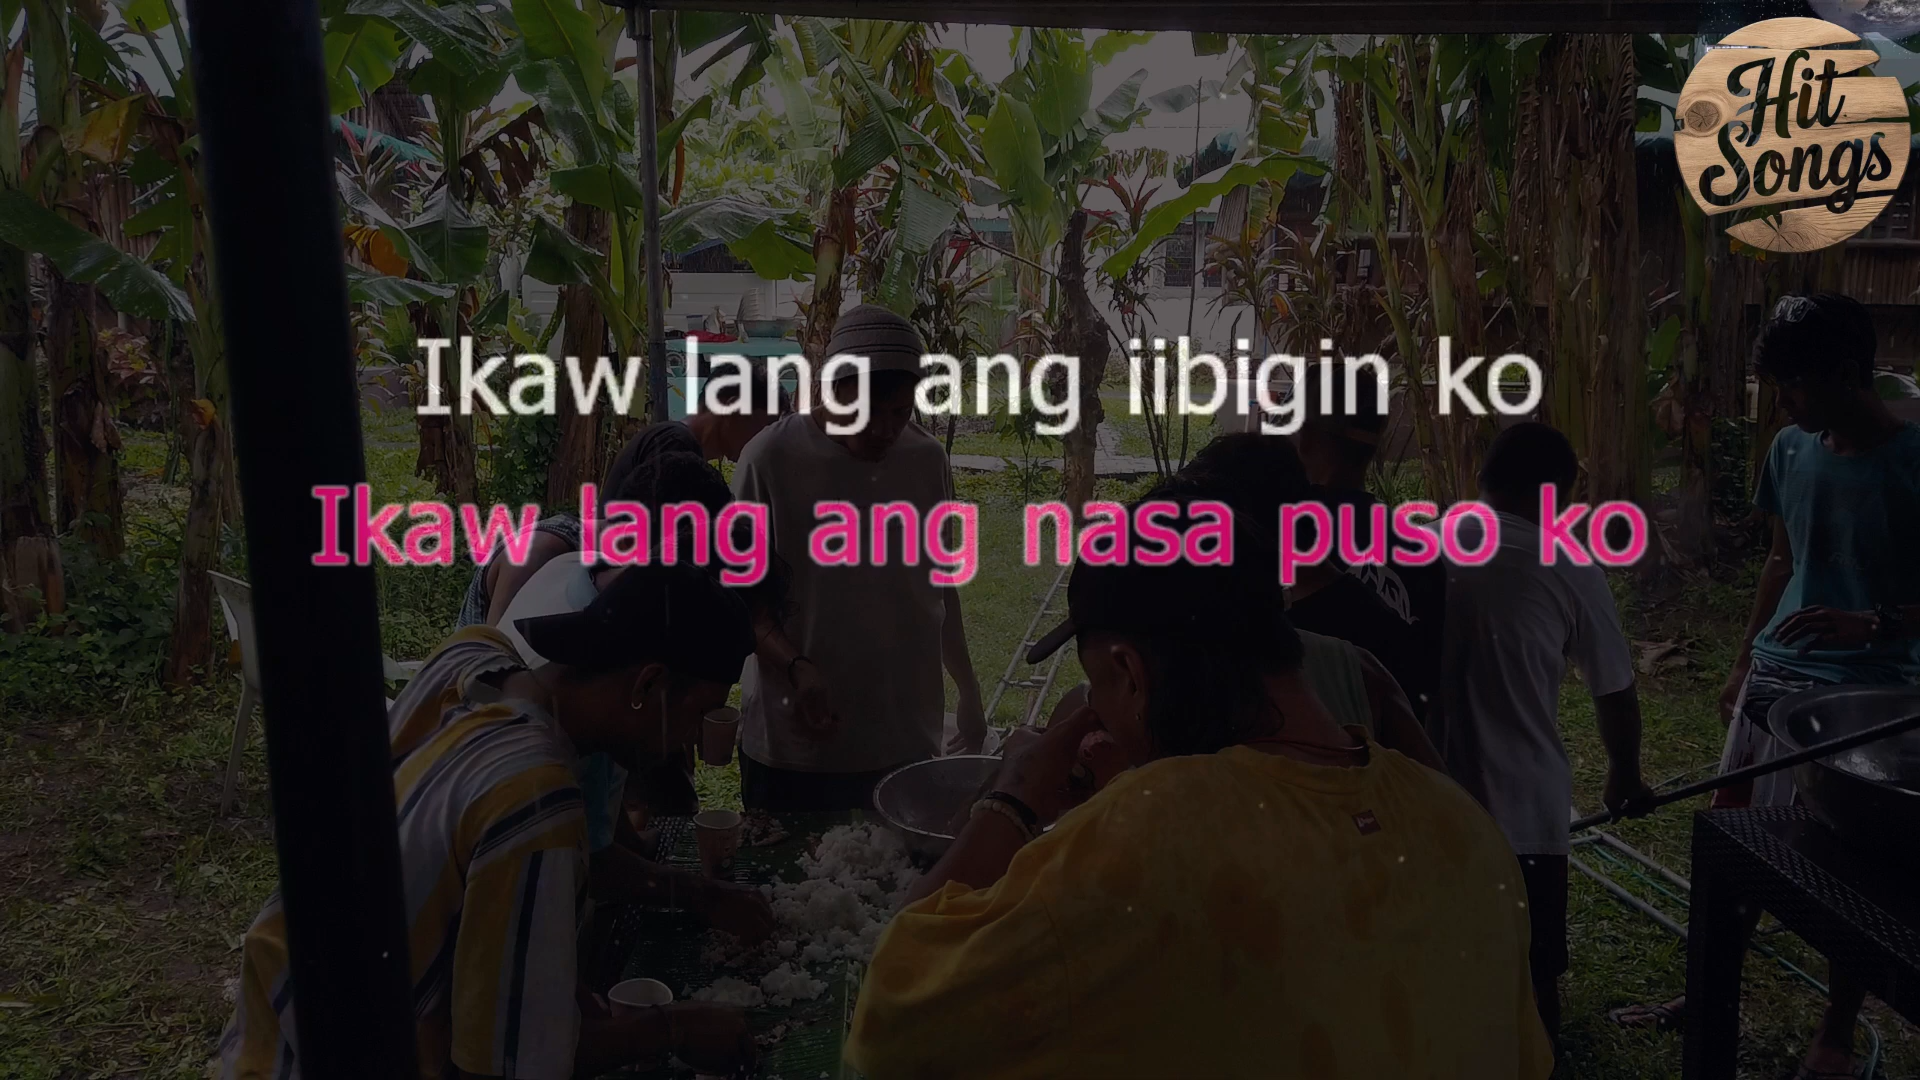 Hit
Songs
Ikaw lang ang iibigin ko
Ikaw lang ang nasa puso ko